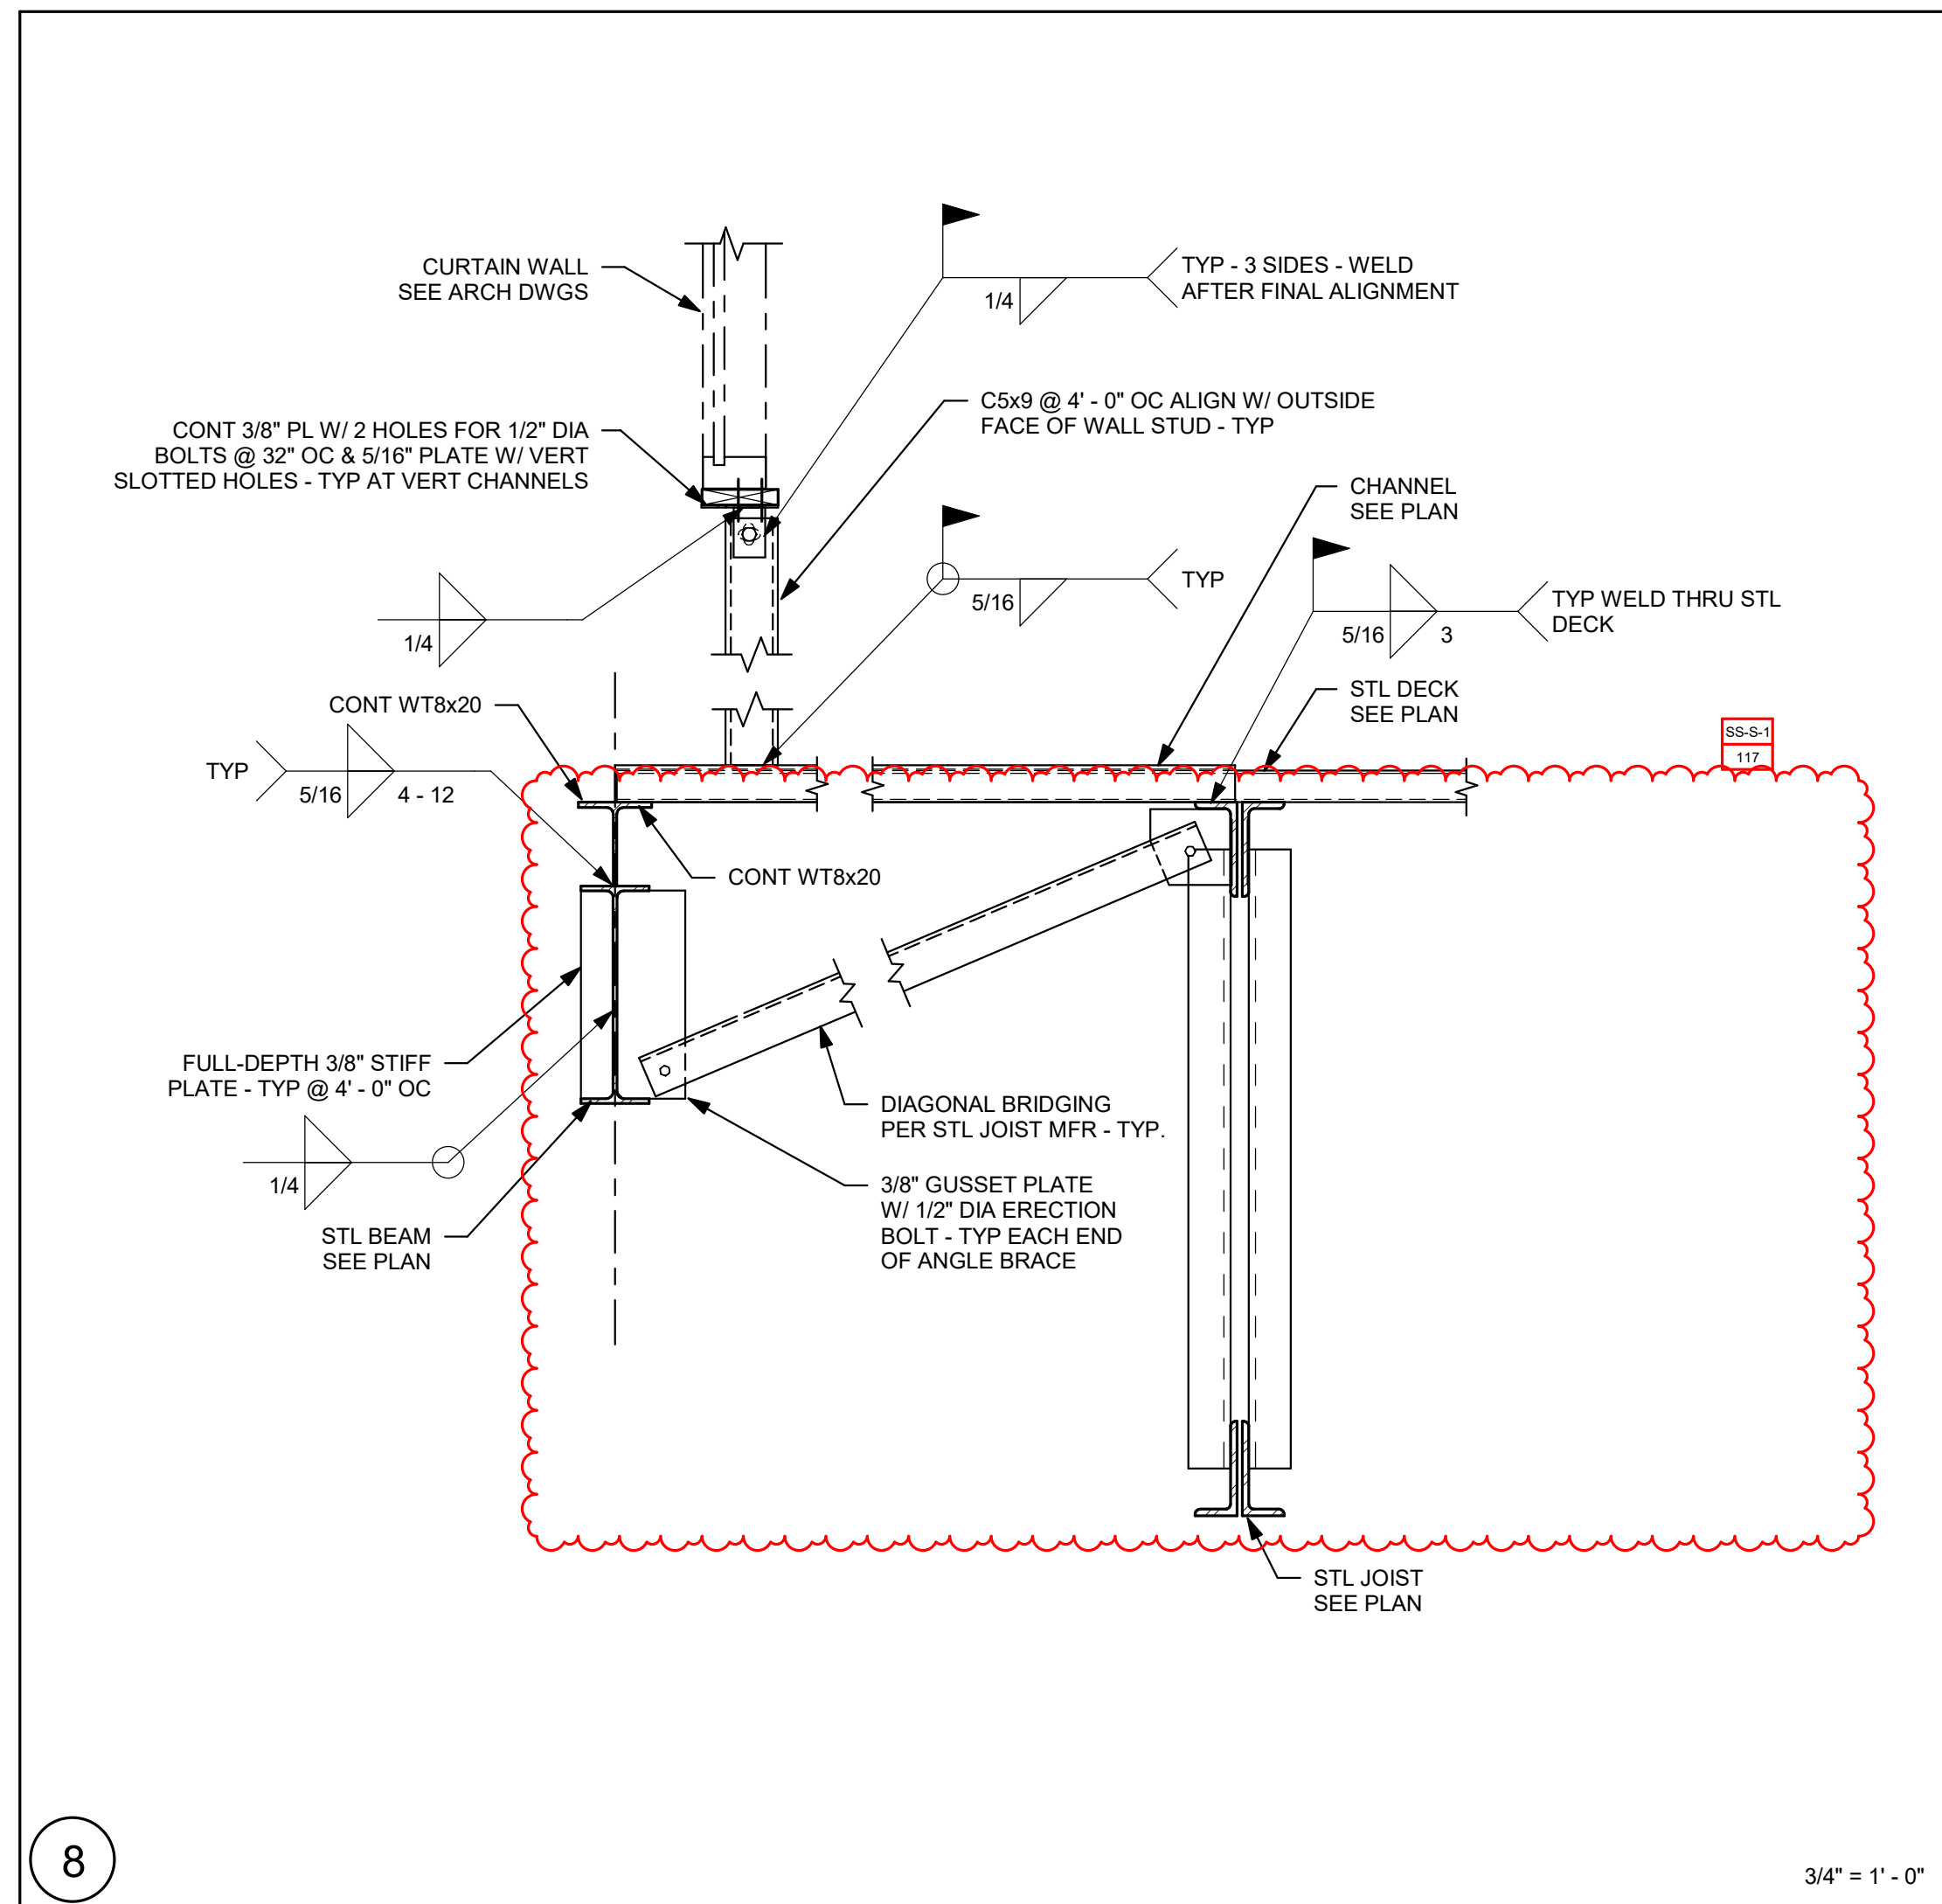 CURTAIN WALL
SEE ARCH DWGS
1/4
TYP - 3 SIDES - WELD
AFTER FINAL ALIGNMENT
CONT 3/8" PL W/ 2 HOLES FOR 1/2" DIA
BOLTS @ 32" OC & 5/16" PLATE W/ VERT
SLOTTED HOLES - TYP AT VERT CHANNELS
C5x9 @ 4' - 0" OC ALIGN W/ OUTSIDE
FACE OF WALL STUD - TYP
CHANNEL
SEE PLAN
1/4
5/16
TYP
5/16
3
TYP WELD THRU STL
DECK
CONT WT8x20
STL DECK
SEE PLAN
SS-S-1
117
TYP
5/16
4 - 12
CONT WT8x20
FULL-DEPTH 3/8" STIFF
PLATE - TYP @ 4' - 0" OC
DIAGONAL BRIDGING
PER STL JOIST MFR - TYP.
1/4
3/8" GUSSET PLATE
W/ 1/2" DIA ERECTION
BOLT - TYP EACH END
OF ANGLE BRACE
STL BEAM
SEE PLAN
STL JOIST
SEE PLAN
8
3/4" = 1' - 0"